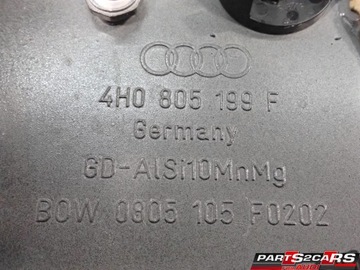 4H0 805 199 F
Germany
GD-AlSi10MnMg
BOW 0805 105 F0202
PARTS2CARS